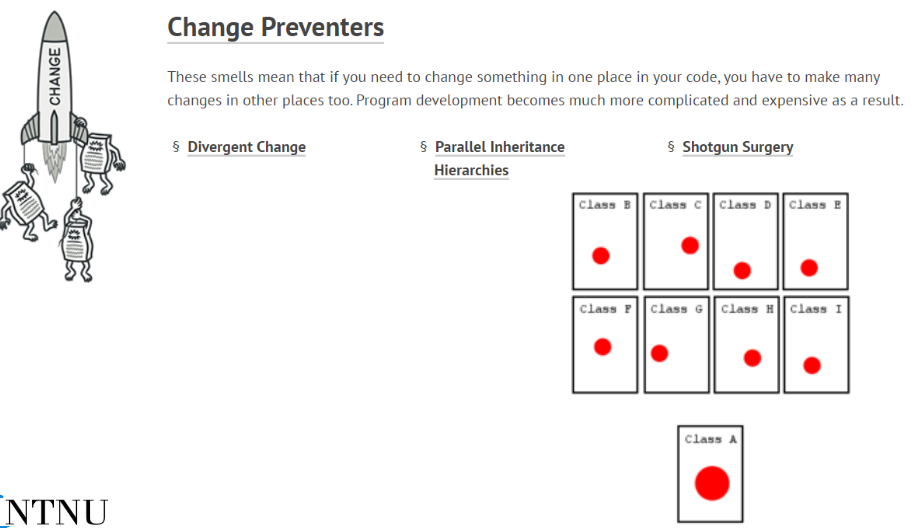 CHANGE
Change Preventers
These smells mean that if you need to change something in one place in your code, you have to make many
changes in other places too. Program development becomes much more complicated and expensive as a result.
§ Divergent Change
§ Parallel Inheritance
Hierarchies
§ Shotgun Surgery
Class B Class C Class D Class E
Class F Class G Class H Class I
Class A
NTNU